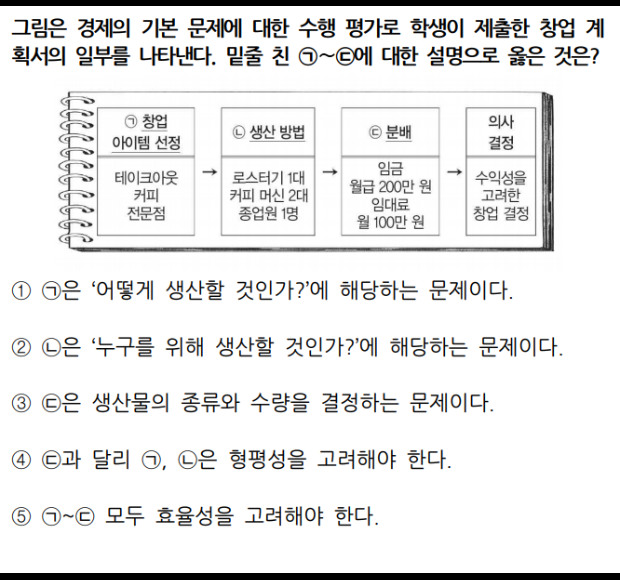 그림은 경제의 기본 문제에 대한 수행 평가로 학생이 제출한 창업 계
획서의 일부를 나타낸다. 밑줄 친 ㉠~㉢에 대한 설명으로 옳은 것은?
㉠ 창업
아이템 선정
테이크아웃
커피
전문점
→
㉡ 생산 방법
로스터기 1대
커피 머신 2대
종업원 1명
→
㉢ 분배
임금
월급 200만 원
임대료
월 100만 원
→
의사
결정
수익성을
고려한
창업 결정
① ㉠은 ‘어떻게 생산할 것인가?’에 해당하는 문제이다.
② ㉡은 ‘누구를 위해 생산할 것인가?’에 해당하는 문제이다.
③ ㉢은 생산물의 종류와 수량을 결정하는 문제이다.
④ ㉢과 달리 ㉠, ㉡은 형평성을 고려해야 한다.
⑤ ㉠~㉢ 모두 효율성을 고려해야 한다.